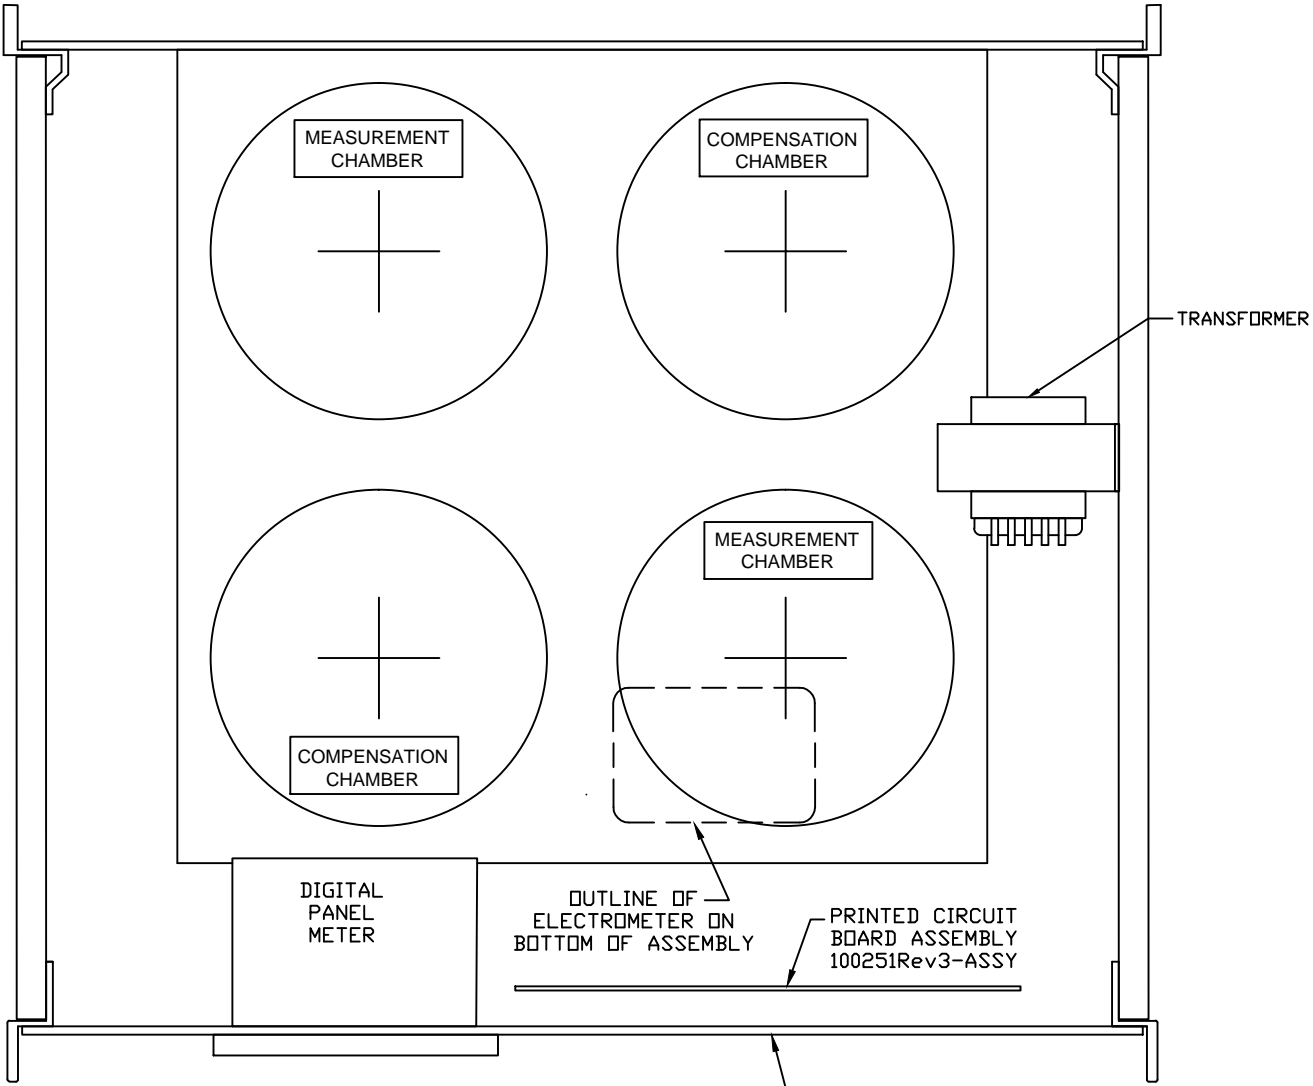 MEASUREMENT
CHAMBER
COMPENSATION
CHAMBER
TRANSFORMER
MEASUREMENT
CHAMBER
COMPENSATION
CHAMBER
DIGITAL
PANEL
METER
OUTLINE OF
ELECTROMETER ON
BOTTOM OF ASSEMBLY
PRINTED CIRCUIT
BOARD ASSEMBLY
100251Rev3-ASSY